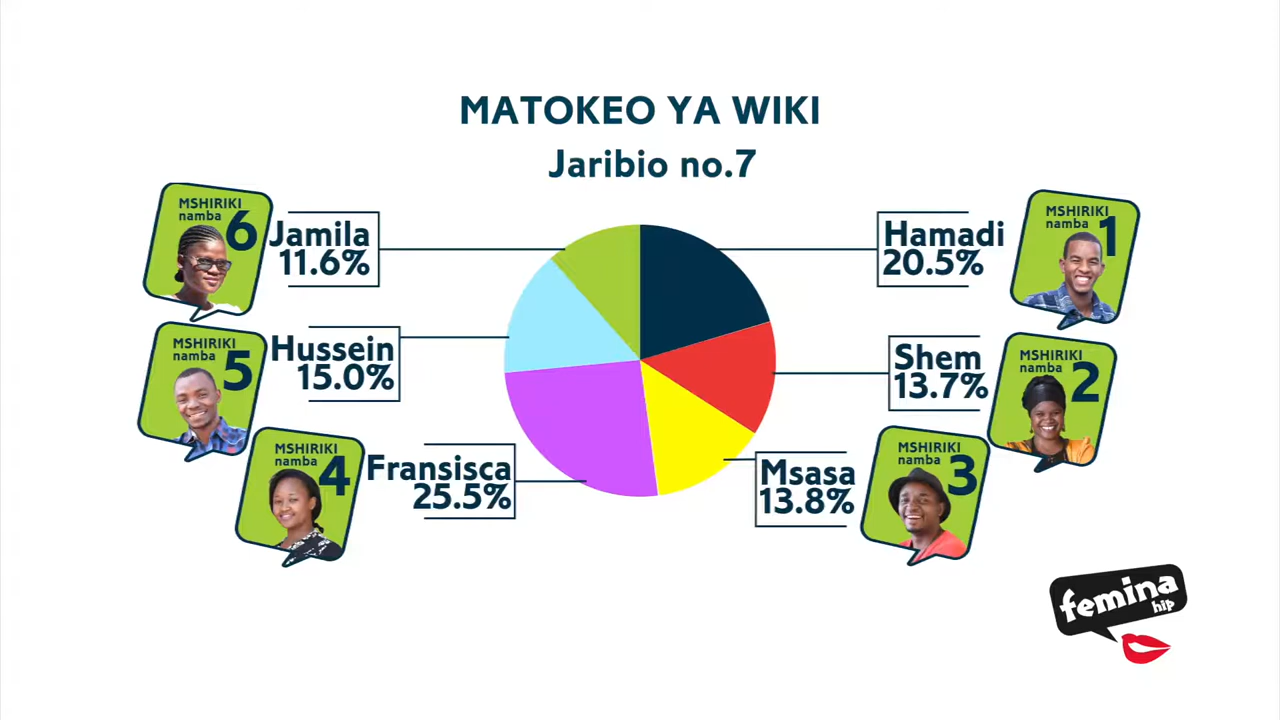 MATOKEO YA WIKI
Jaribio no.7
MSHIRIKI
namba 6
Jamila
11.6%
MSHIRIKI
namba 1
Hamadi
20.5%
MSHIRIKI
namba 5
Hussein
15.0%
MSHIRIKI
namba 2
Shem
13.7%
MSHIRIKI
namba 4
Fransisca
25.5%
MSHIRIKI
namba 3
Msasa
13.8%
femina
hip